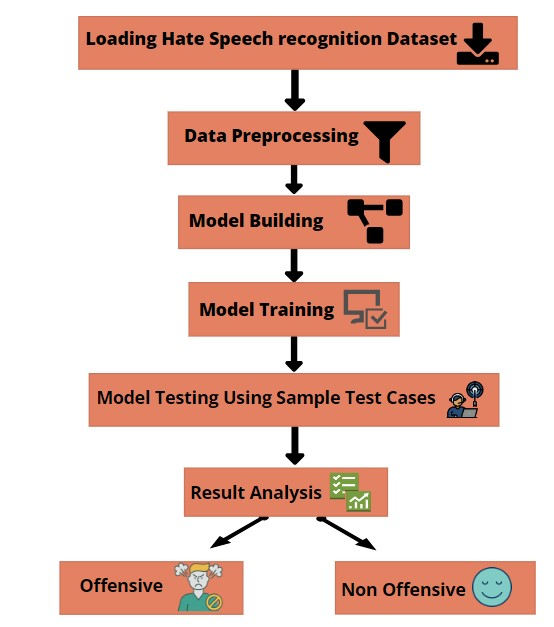 Loading Hate Speech recognition Dataset
Data Preprocessing
Model Building
Model Training
Model Testing Using Sample Test Cases
Result Analysis
Offensive
Non Offensive